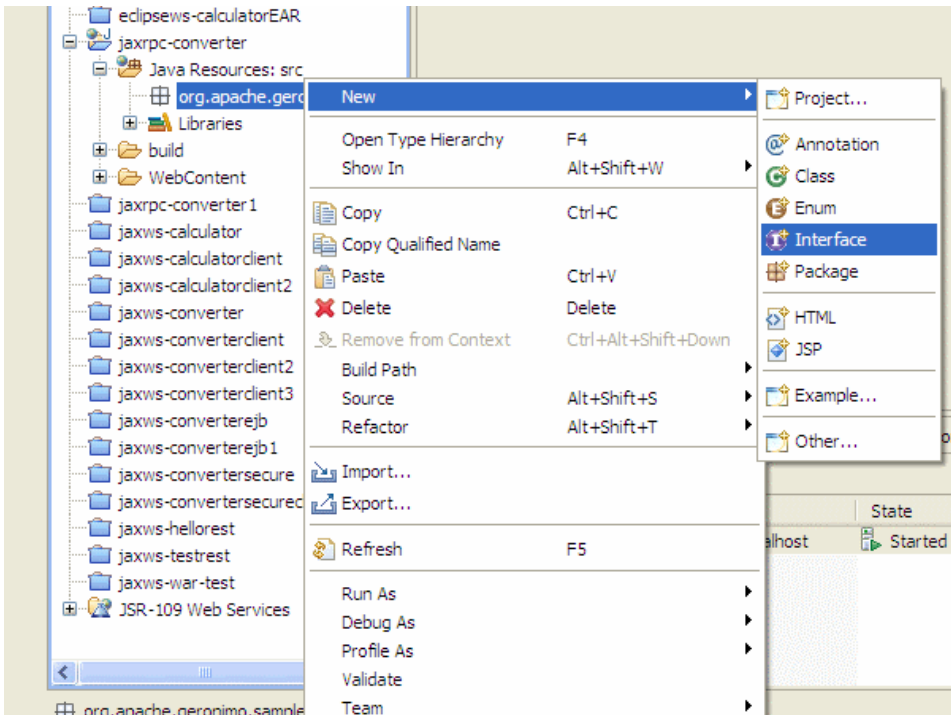 eclipsews-calculatorEAR
jaxrpc-converter
Java Resources: src
org.apache.gero
Libraries
build
WebContent
jaxrpc-converter1
jaxws-calculator
jaxws-calculatorclient
jaxws-calculatorclient2
jaxws-converter
jaxws-converterclient
jaxws-converterclient2
jaxws-converterclient3
jaxws-converterejb
jaxws-converterejb1
jaxws-convertersecure
jaxws-convertersecurecl
jaxws-hellorest
jaxws-testrest
jaxws-war-test
JSR-109 Web Services
org.apache.geronimo.sample
New
Open Type Hierarchy F4
Show In Alt+Shift+W
Copy Ctrl+C
Copy Qualified Name
Paste Ctrl+V
Delete Delete
Remove from Context Ctrl+Alt+Shift+Down
Build Path
Source Alt+Shift+S
Refactor Alt+Shift+T
Import...
Export...
Refresh F5
Run As
Debug As
Profile As
Validate
Team
Project...
Annotation
Class
Enum
Interface
Package
HTML
JSP
Example...
Other...
State
alhost Started